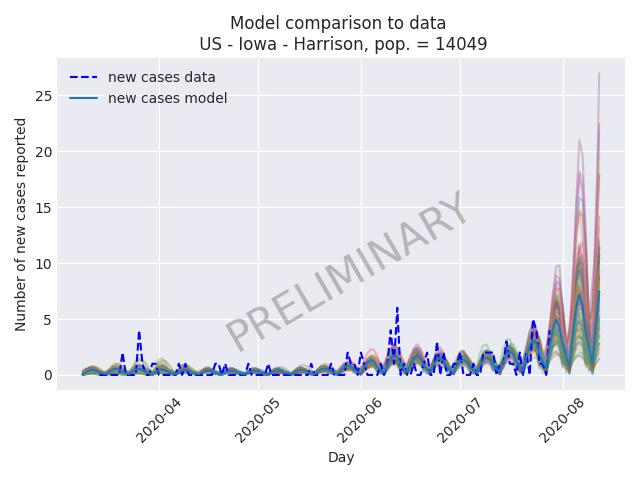 Model comparison to data
US - Iowa - Harrison, pop. = 14049
new cases data
new cases model
Number of new cases reported
25
20
15
10
5
0
PRELIMINARY
2020-04
2020-05
2020-06
2020-07
2020-08
Day